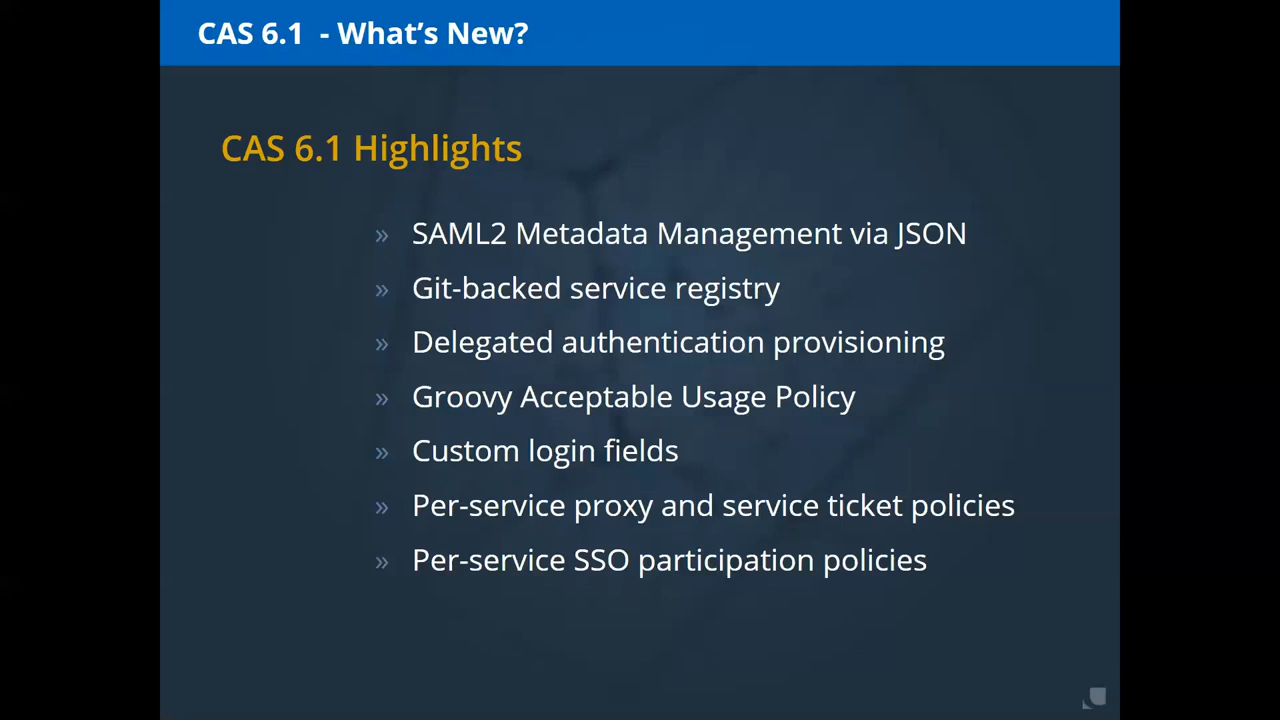 CAS 6.1 - What’s New?
CAS 6.1 Highlights
» SAML2 Metadata Management via JSON
» Git-backed service registry
» Delegated authentication provisioning
» Groovy Acceptable Usage Policy
» Custom login fields
» Per-service proxy and service ticket policies
» Per-service SSO participation policies